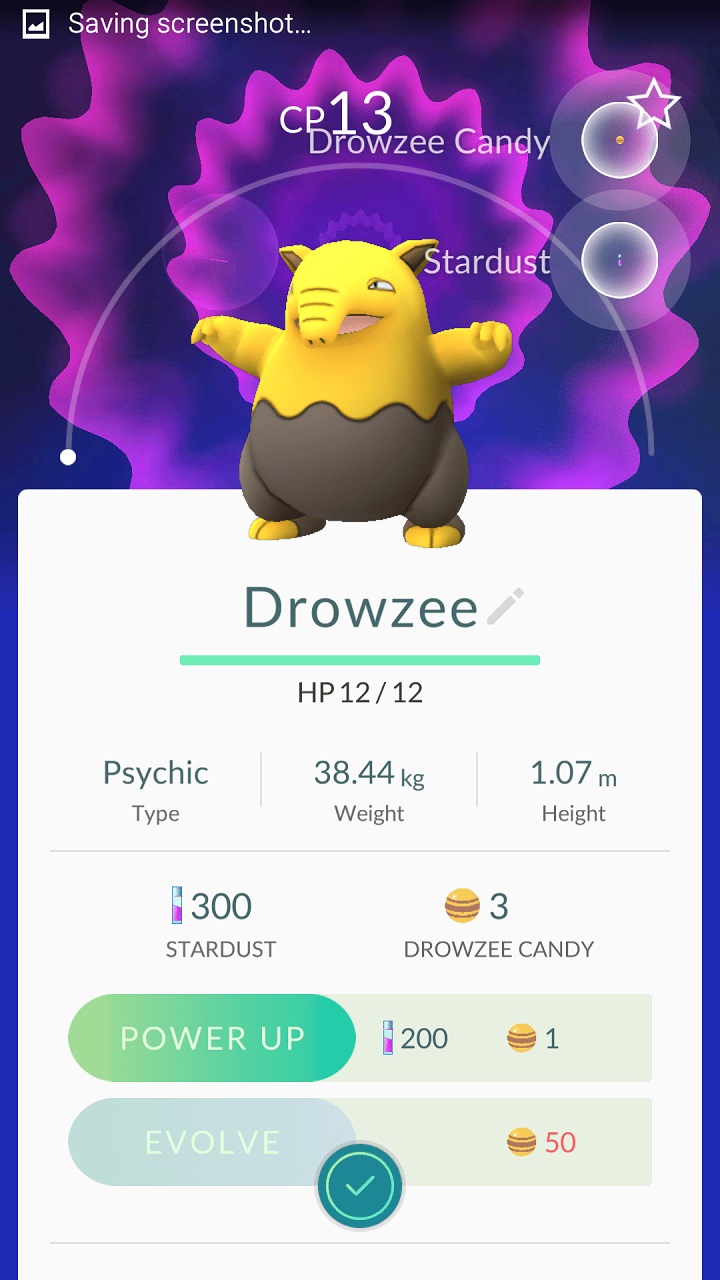 Saving screenshot...
CP13
Drowzee Candy
Stardust
Drowzee
HP 12 / 12
Psychic 38.44 kg 1.07 m
Type Weight Height
300 3
STARDUST DROWZEE CANDY
POWER UP 200 1
EVOLVE 50